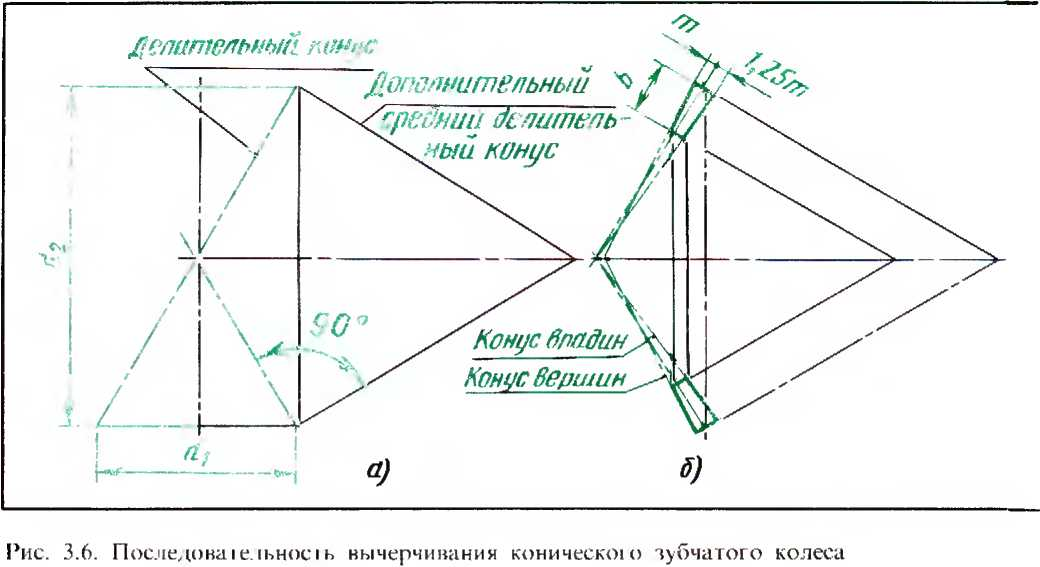 Делительный конус
Дополнительный
средний делитель-
ный конус
d₂
90°
d₁
а)
m
1,25m
b
Конус впадин
Конус вершин
б)
Рис. 3.6. Последовательность вычерчивания конического зубчатого колеса